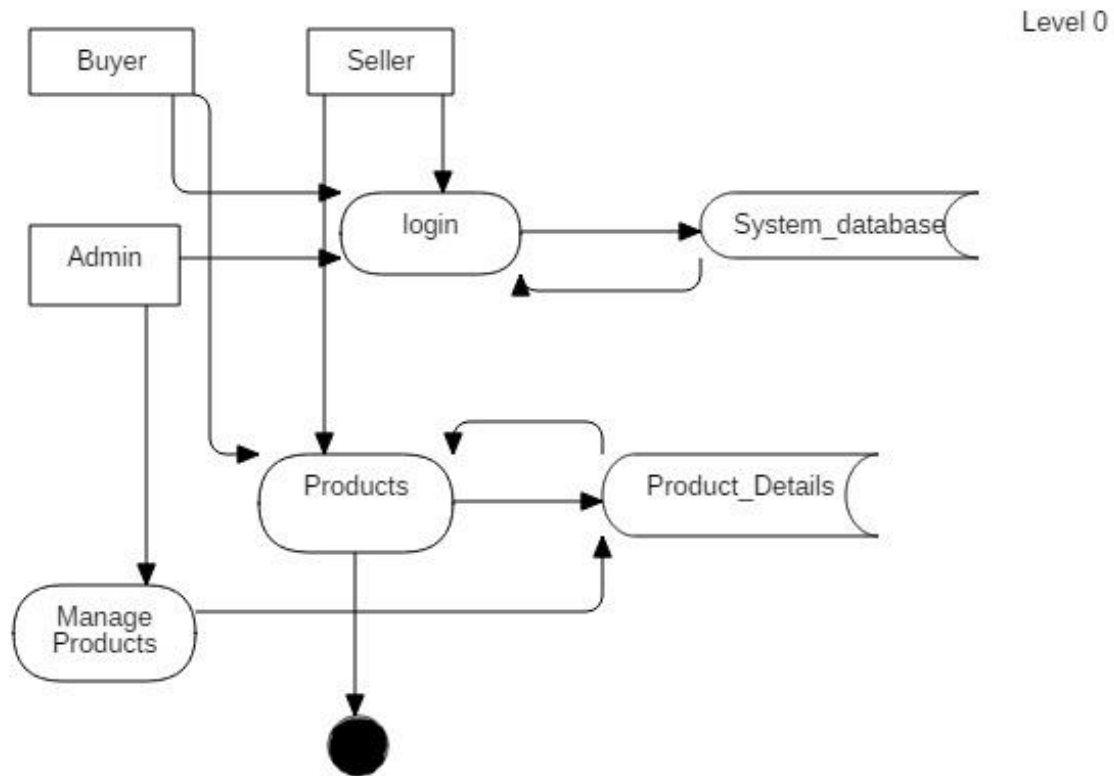 Level 0
Buyer
Seller
login
System_database
Admin
Products
Product_Details
Manage
Products